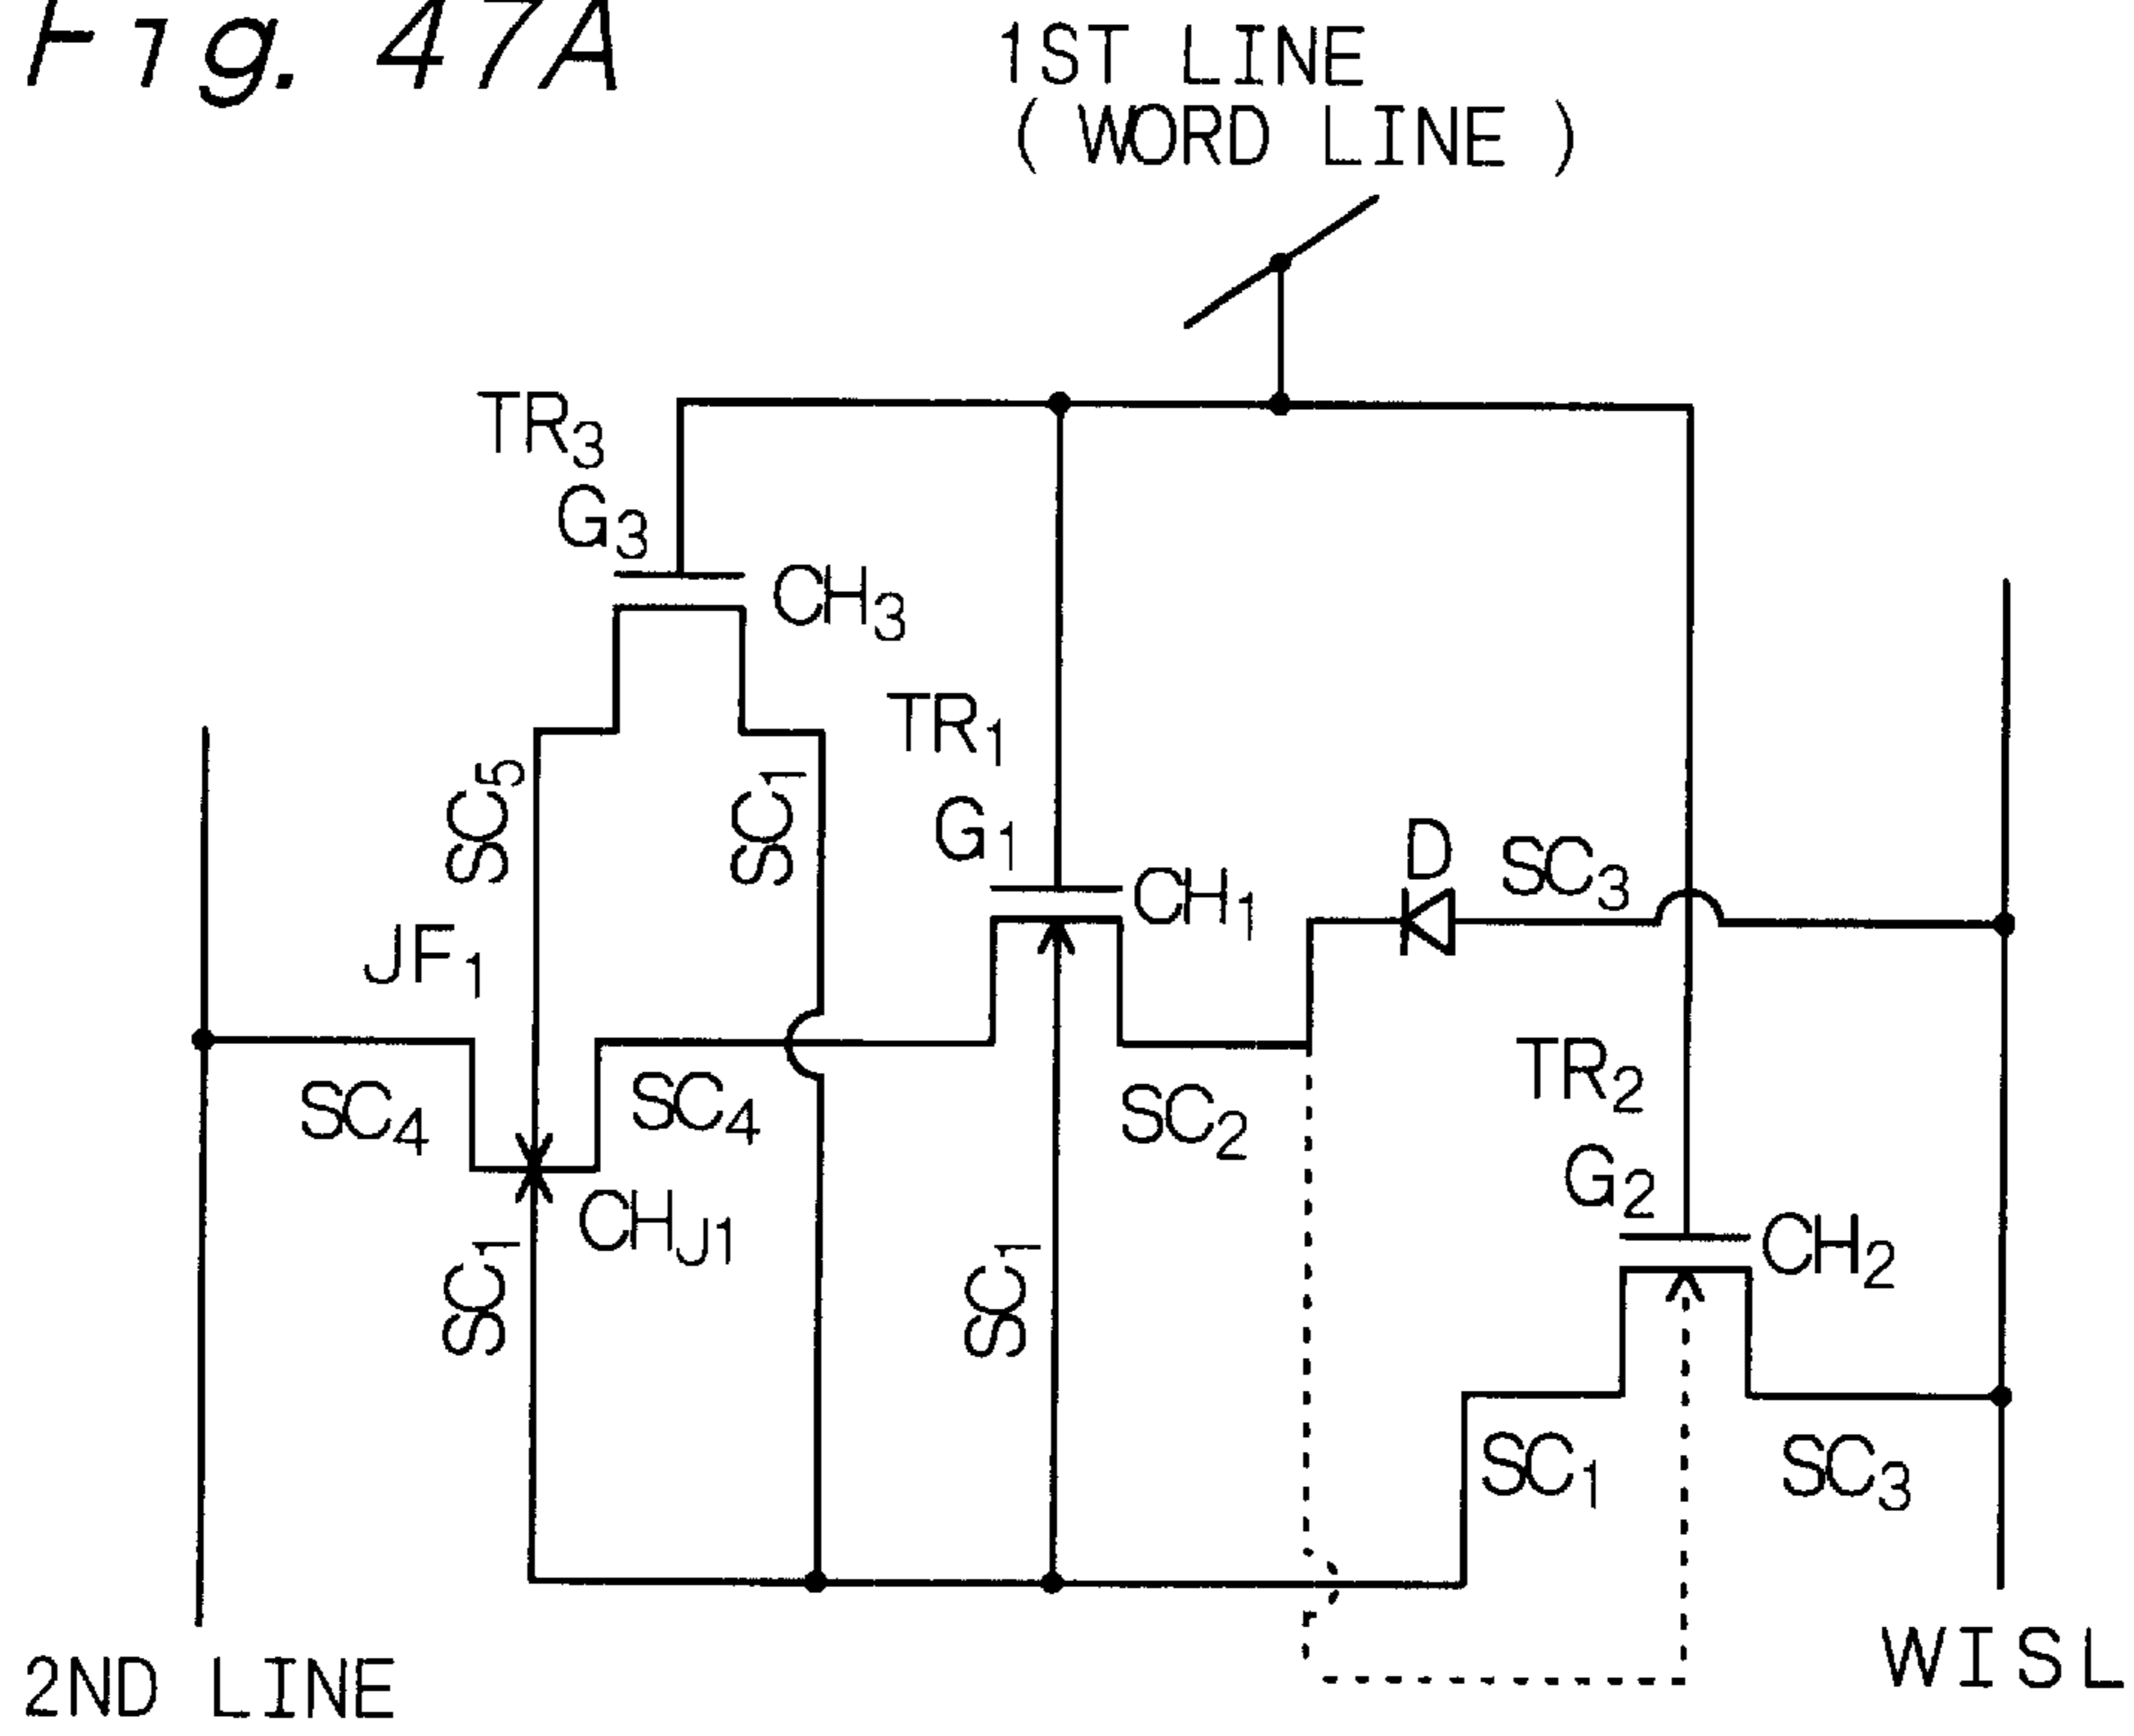 Fig. 47A
1ST LINE
( WORD LINE )
TR3
G3
CH3
TR1
G1
CH1
SC5
SC1
D
SC3
JF1
SC4
SC4
SC2
TR2
G2
CH2
CHJ1
SC1
SC1
SC1
SC3
2ND LINE
WISL